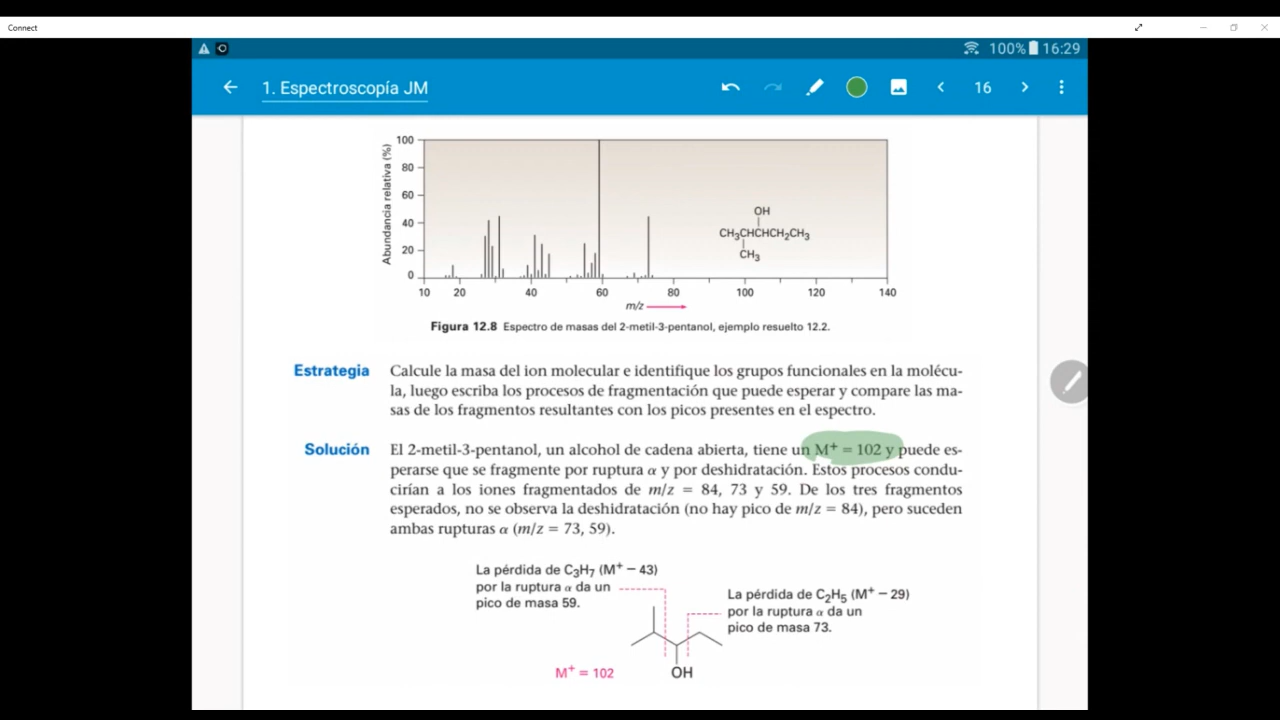 Connect
100% 16:29
1. Espectroscopía JM
16
Abundancia relativa (%)
100
80
60
40
20
0
10 20 40 60 80 100 120 140
m/z
OH
CH₃CHCHCH₂CH₃
CH₃
Figura 12.8 Espectro de masas del 2-metil-3-pentanol, ejemplo resuelto 12.2.
Estrategia Calcule la masa del ion molecular e identifique los grupos funcionales en la molécu-
la, luego escriba los procesos de fragmentación que puede esperar y compare las ma-
sas de los fragmentos resultantes con los picos presentes en el espectro.
Solución El 2-metil-3-pentanol, un alcohol de cadena abierta, tiene un M⁺ = 102 y puede es-
perarse que se fragmente por ruptura α y por deshidratación. Estos procesos condu-
cirían a los iones fragmentados de m/z = 84, 73 y 59. De los tres fragmentos
esperados, no se observa la deshidratación (no hay pico de m/z = 84), pero suceden
ambas rupturas α (m/z = 73, 59).
La pérdida de C₃H₇ (M⁺ − 43)
por la ruptura α da un
pico de masa 59.
La pérdida de C₂H₅ (M⁺ − 29)
por la ruptura α da un
pico de masa 73.
M⁺ = 102
OH